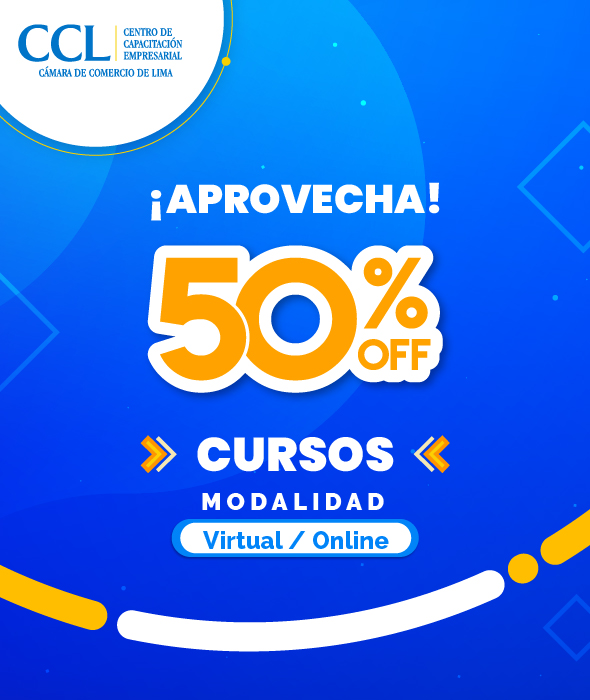 CCL
CENTRO DE
CAPACITACIÓN
EMPRESARIAL
CÁMARA DE COMERCIO DE LIMA
¡APROVECHA!
50%
OFF
CURSOS
MODALIDAD
Virtual / Online